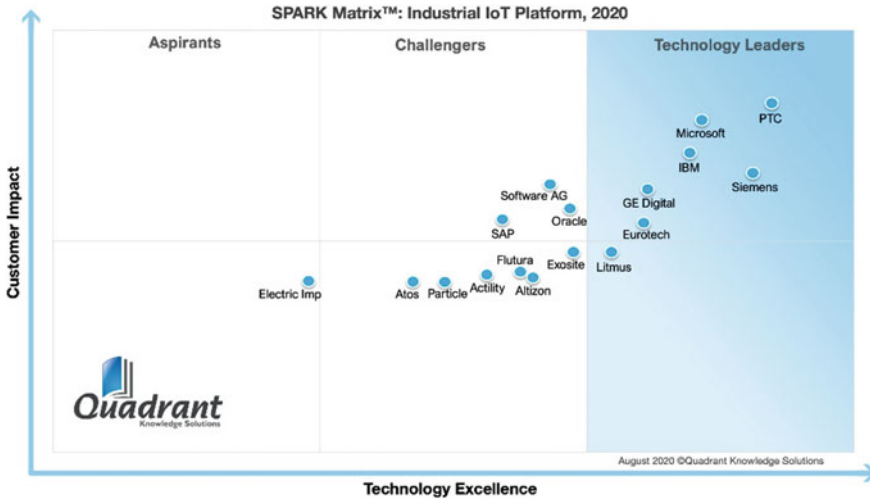 SPARK Matrix™: Industrial IoT Platform, 2020
Aspirants
Challengers
Technology Leaders
PTC
Microsoft
IBM
Siemens
Software AG
GE Digital
Oracle
SAP
Eurotech
Flutura
Exosite
Litmus
Electric Imp
Atos
Particle
Actility
Altizon
Customer Impact
Quadrant
Knowledge Solutions
August 2020 ©Quadrant Knowledge Solutions
Technology Excellence